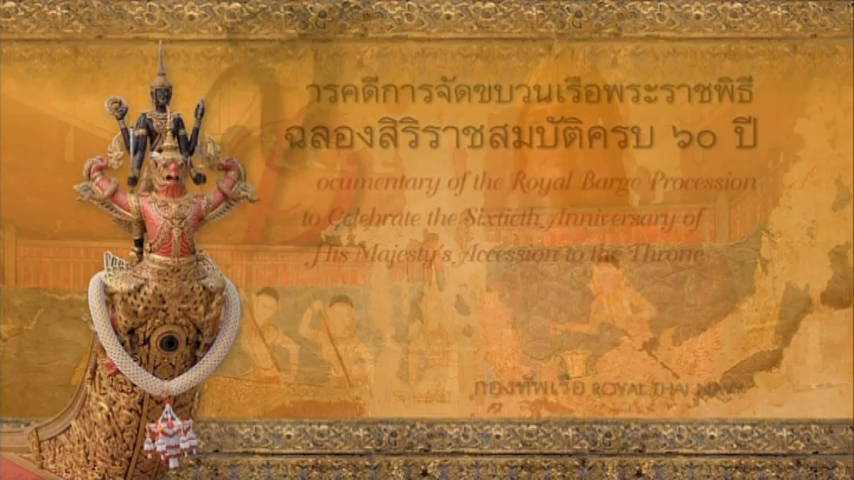 ารคดีการจัดขบวนเรือพระราชพิธี
ฉลองสิริราชสมบัติครบ ๖๐ ปี
ocumentary of the Royal Barge Procession
to Celebrate the Sixtieth Anniversary of
His Majesty's Accession to the Throne
กองทัพเรือ ROYAL THAI NAVY